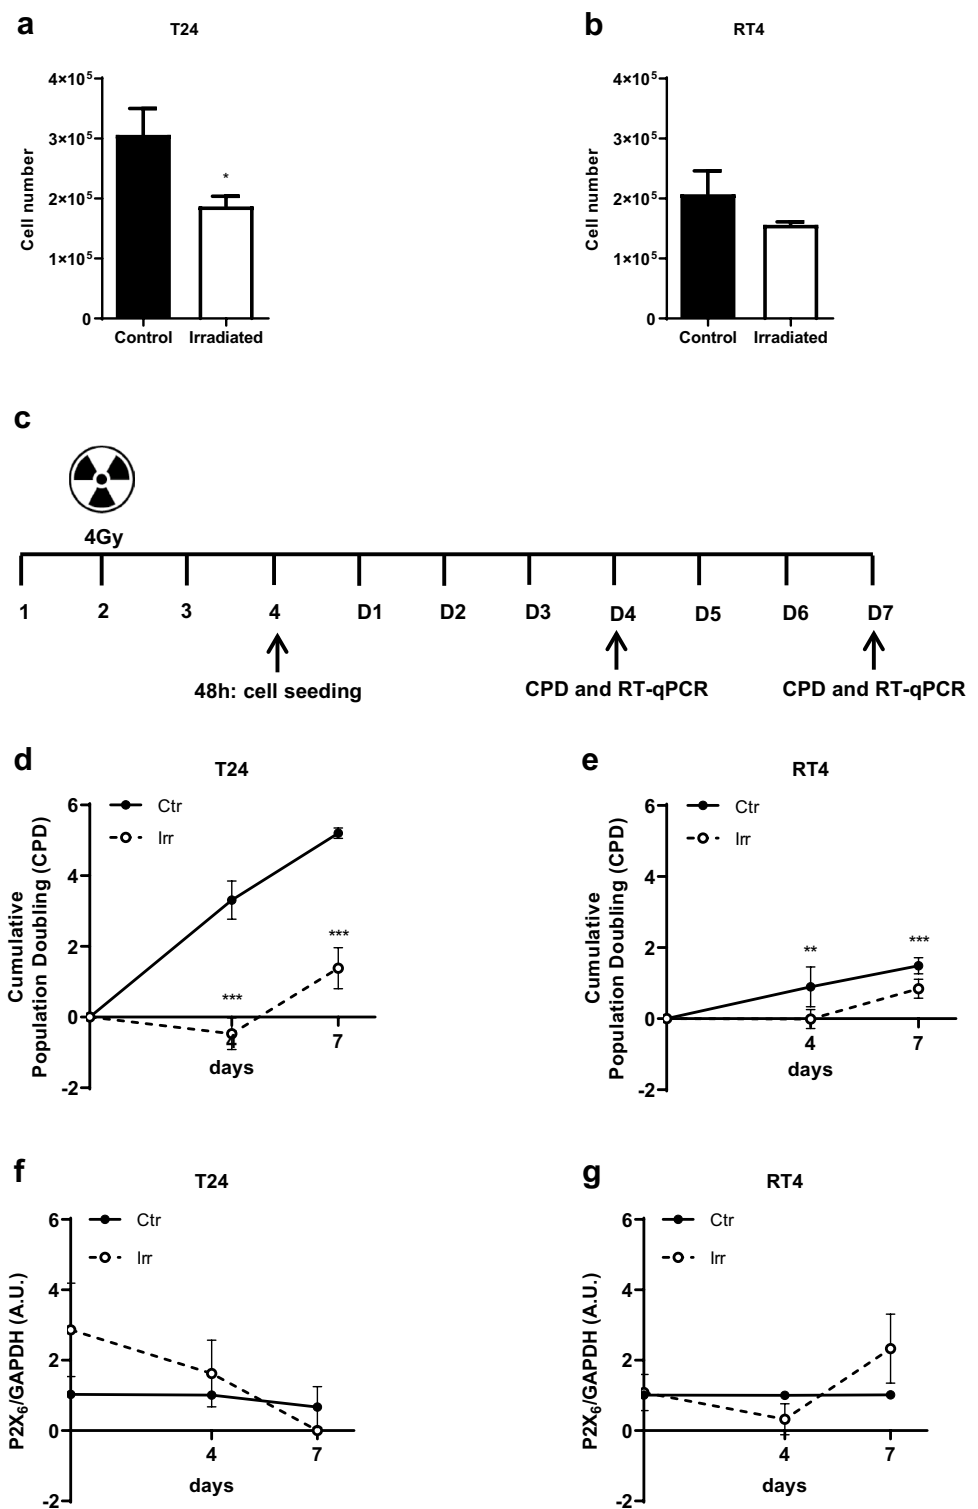 a
T24
4×10⁵
3×10⁵
2×10⁵
1×10⁵
0
Cell number
*
Control Irradiated
b
RT4
4×10⁵
3×10⁵
2×10⁵
1×10⁵
0
Cell number
Control Irradiated
c
4Gy
1 2 3 4 D1 D2 D3 D4 D5 D6 D7
48h: cell seeding
CPD and RT-qPCR
CPD and RT-qPCR
d
T24
Ctr
Irr
6
4
2
0
-2
Cumulative
Population Doubling (CPD)
***
***
4 7
days
e
RT4
Ctr
Irr
6
4
2
0
-2
Cumulative
Population Doubling (CPD)
**
***
4 7
days
f
T24
Ctr
Irr
6
4
2
0
-2
P2X₆/GAPDH (A.U.)
4 7
days
g
RT4
Ctr
Irr
6
4
2
0
-2
P2X₆/GAPDH (A.U.)
4 7
days